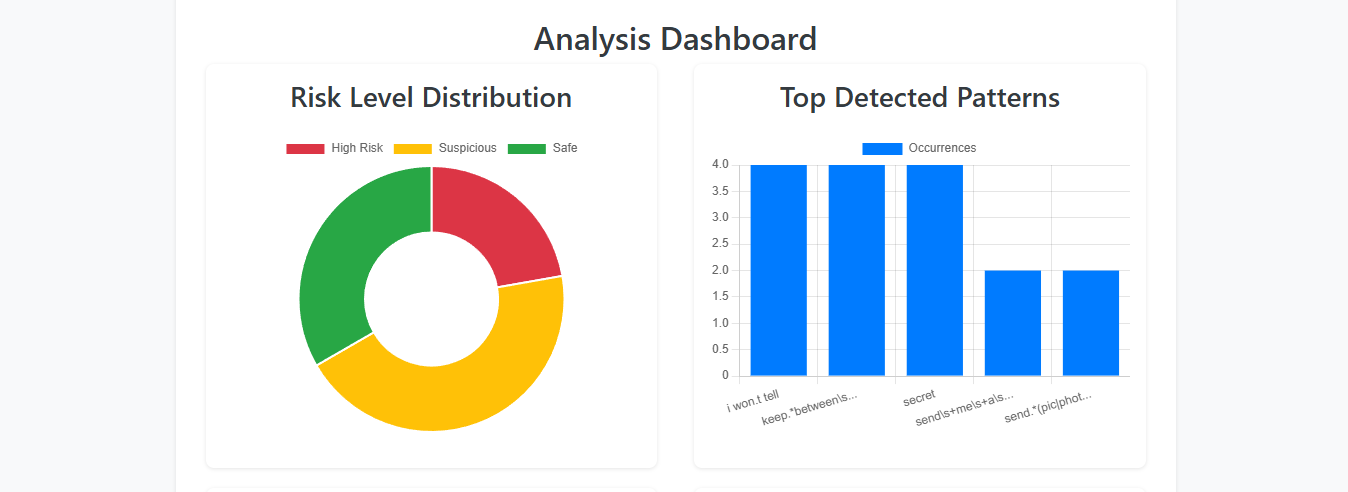 Analysis Dashboard
Risk Level Distribution
High Risk Suspicious Safe
Top Detected Patterns
Occurrences
4.0
3.5
3.0
2.5
2.0
1.5
1.0
0.5
0
i won.t tell
keep.*between\s...
secret
send\s+me\s+a\s...
send.*(pic|phot...